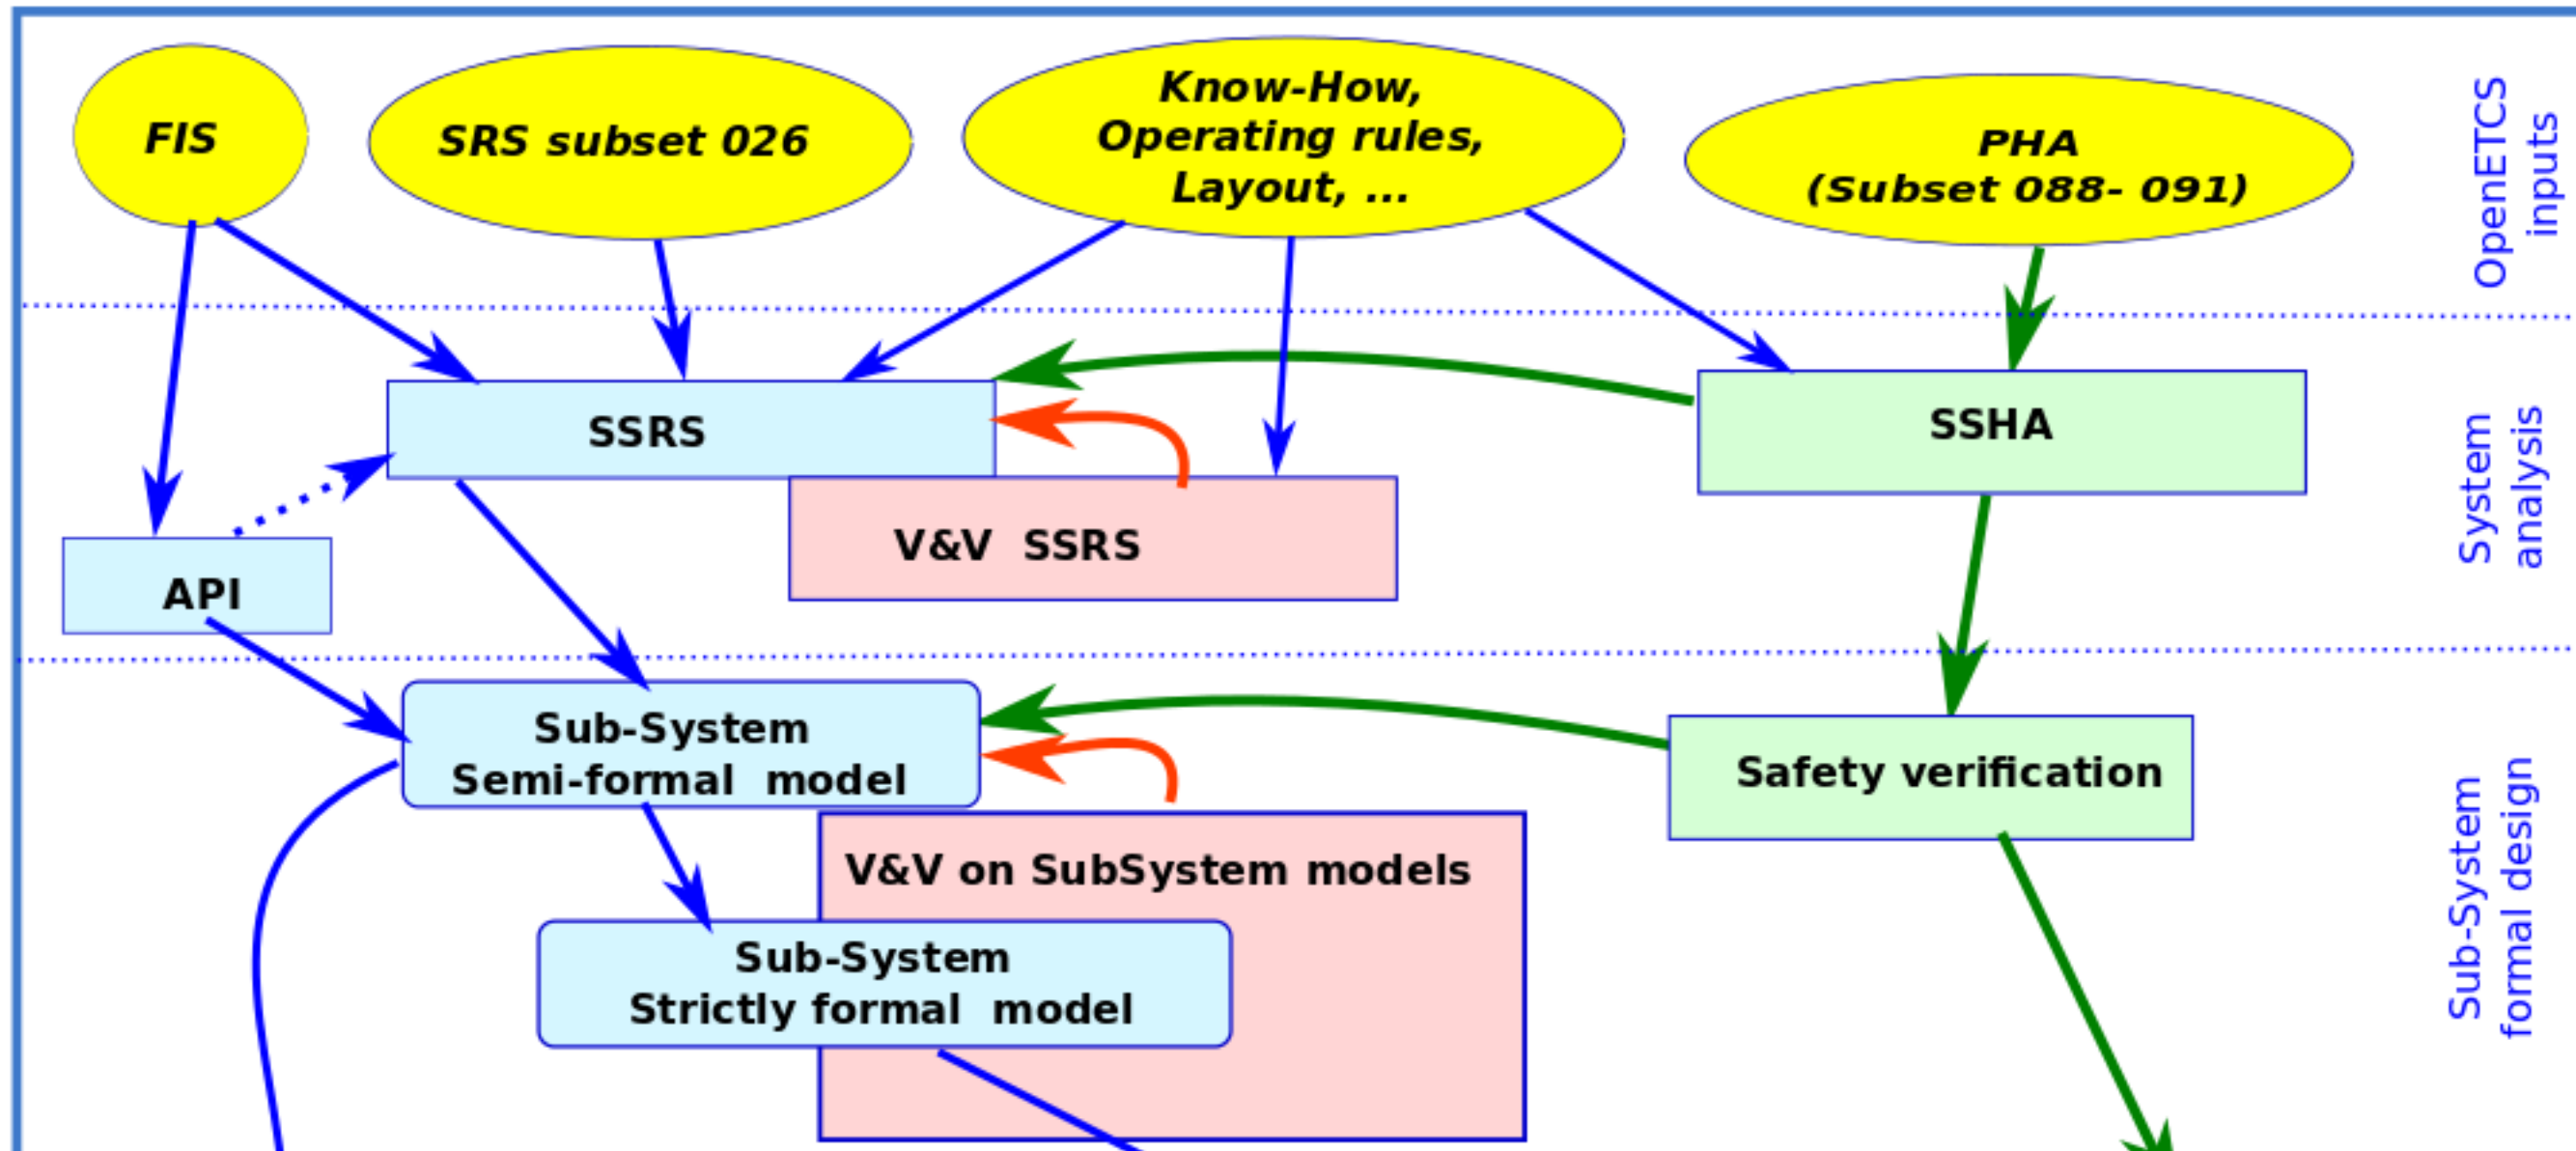 FIS
SRS subset 026
Know-How,
Operating rules,
Layout, ...
PHA
(Subset 088- 091)
OpenETCS
inputs
SSRS
SSHA
V&V  SSRS
API
System
analysis
Sub-System
Semi-formal  model
Safety verification
V&V on SubSystem models
Sub-System
Strictly formal  model
Sub-System
formal design